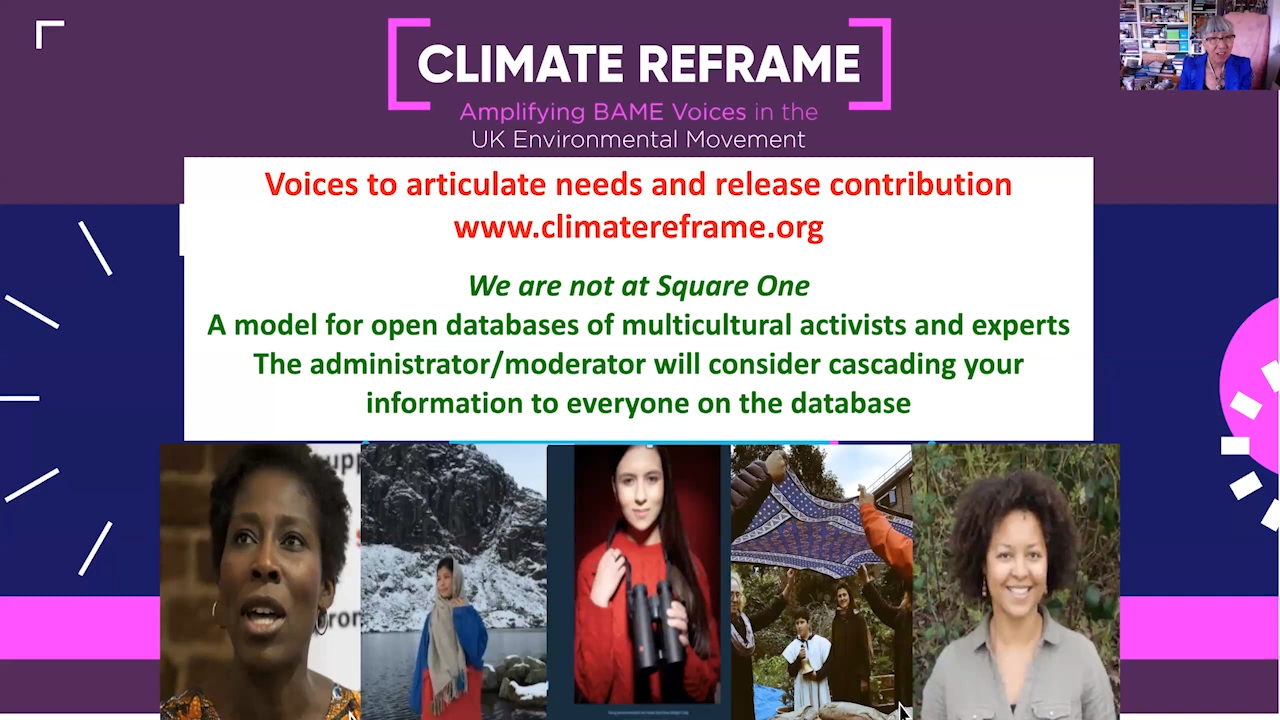 CLIMATE REFRAME
Amplifying BAME Voices in the
UK Environmental Movement
Voices to articulate needs and release contribution
www.climatereframe.org
We are not at Square One
A model for open databases of multicultural activists and experts
The administrator/moderator will consider cascading your
information to everyone on the database